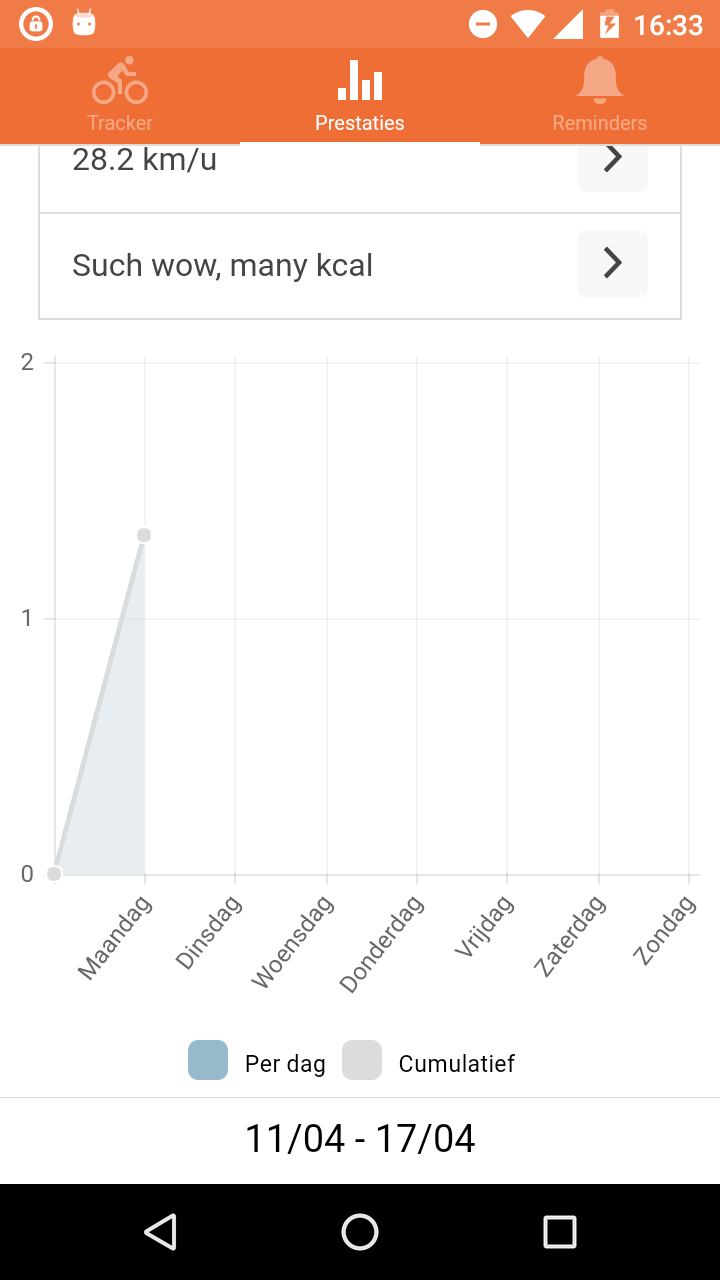 16:33
Tracker Prestaties Reminders
28.2 km/u
Such wow, many kcal
2
1
0
Maandag Dinsdag Woensdag Donderdag Vrijdag Zaterdag Zondag
Per dag Cumulatief
11/04 - 17/04